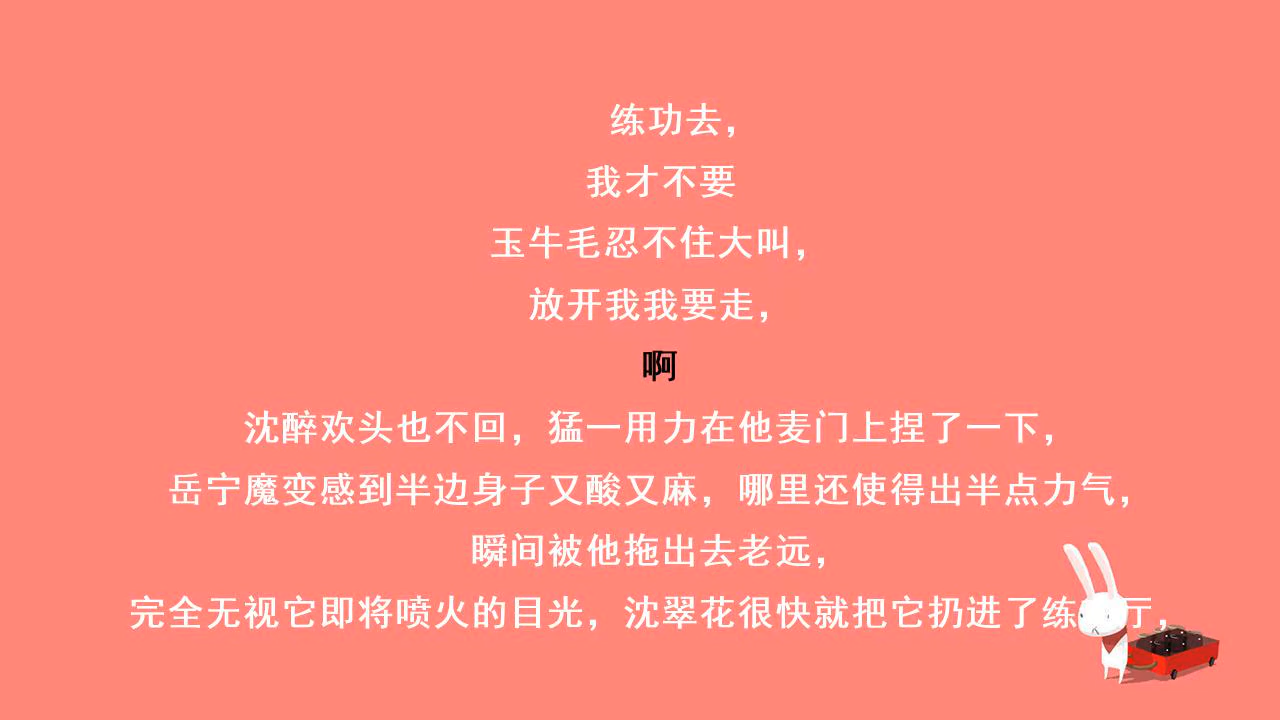 练功去，
我才不要
玉牛毛忍不住大叫，
放开我我要走，
啊
沈醉欢头也不回，猛一用力在他麦门上捏了一下，
岳宁魔变感到半边身子又酸又麻，哪里还使得出半点力气，
瞬间被他拖出去老远，
完全无视它即将喷火的目光，沈翠花很快就把它扔进了练厅，